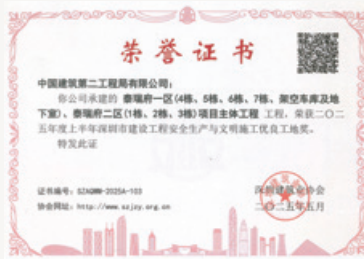 荣誉证书
中国建筑第二工程局有限公司:
你公司承建的 泰瑞府一区(4栋、5栋、6栋、7栋、架空车库及地
下室)、泰瑞府二区(1栋、2栋、3栋)项目主体工程 工程,荣获二〇二
五年度上半年深圳市建设工程安全生产与文明施工优良工地奖。
特发此证
证书编号: SZAQWM-2025A-103
深圳建筑业协会
协会网址: http://www.szjzy.org.cn
二〇二五年五月